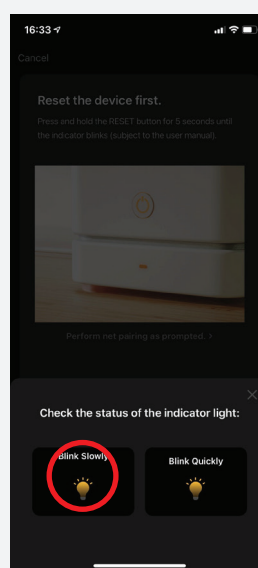 16:33
Cancel
Reset the device first.
Press and hold the RESET button for 5 seconds until
the indicator blinks (subject to the user manual).
Perform net pairing as prompted. >
Check the status of the indicator light:
Blink Slowly
Blink Quickly